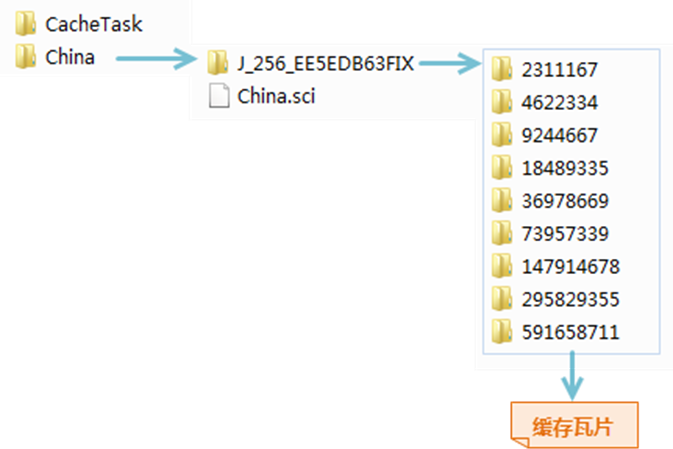 CacheTask
China
J_256_EE5EDB63FIX
China.sci
2311167
4622334
9244667
18489335
36978669
73957339
147914678
295829355
591658711
缓存瓦片